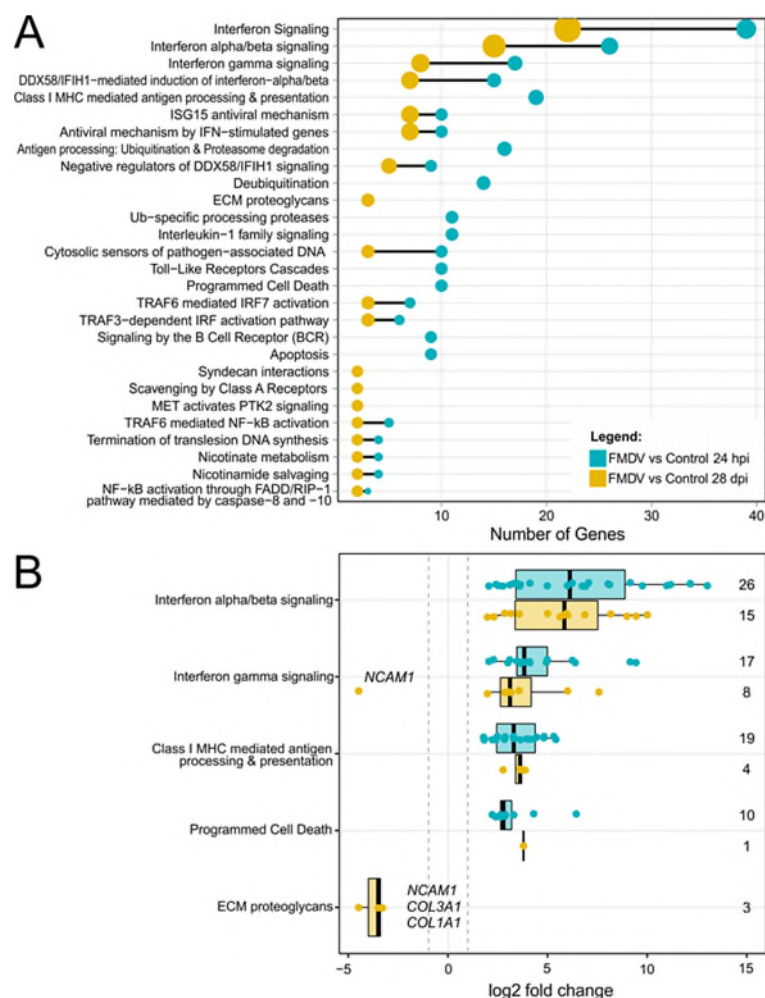 A
Interferon Signaling
Interferon alpha/beta signaling
Interferon gamma signaling
DDX58/IFIH1-mediated induction of interferon-alpha/beta
Class I MHC mediated antigen processing & presentation
ISG15 antiviral mechanism
Antiviral mechanism by IFN-stimulated genes
Antigen processing: Ubiquitination & Proteasome degradation
Negative regulators of DDX58/IFIH1 signaling
Deubiquitination
ECM proteoglycans
Ub-specific processing proteases
Interleukin-1 family signaling
Cytosolic sensors of pathogen-associated DNA
Toll-Like Receptors Cascades
Programmed Cell Death
TRAF6 mediated IRF7 activation
TRAF3-dependent IRF activation pathway
Signaling by the B Cell Receptor (BCR)
Apoptosis
Syndecan interactions
Scavenging by Class A Receptors
MET activates PTK2 signaling
TRAF6 mediated NF-kB activation
Termination of translesion DNA synthesis
Nicotinate metabolism
Nicotinamide salvaging
NF-kB activation through FADD/RIP-1
pathway mediated by caspase-8 and -10
Legend:
FMDV vs Control 24 hpi
FMDV vs Control 28 dpi
10 20 30 40
Number of Genes
B
Interferon alpha/beta signaling
26
15
Interferon gamma signaling
NCAM1
17
8
Class I MHC mediated antigen
processing & presentation
19
4
Programmed Cell Death
10
1
ECM proteoglycans
NCAM1
COL3A1
COL1A1
3
-5 0 5 10 15
log2 fold change